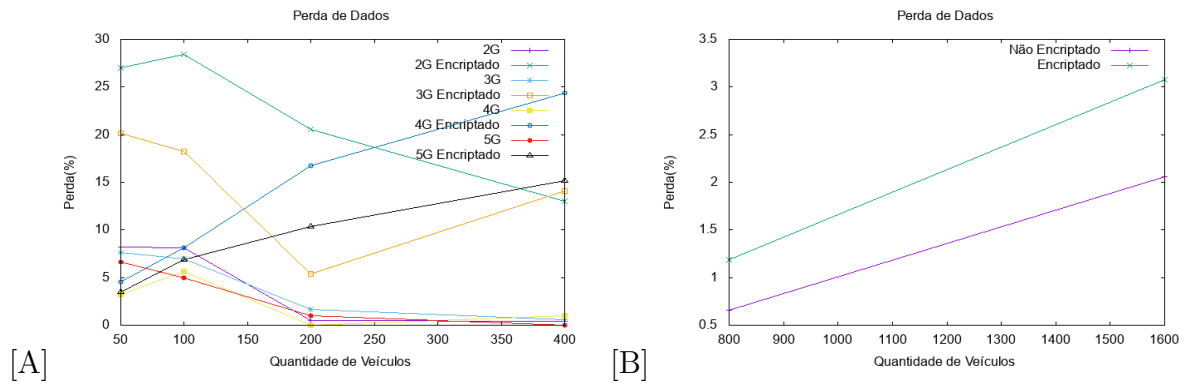 Perda de Dados
30
25
20
15
10
5
0
Perda(%)
2G
2G Encriptado
3G
3G Encriptado
4G
4G Encriptado
5G
5G Encriptado
50 100 150 200 250 300 350 400
Quantidade de Veículos
[A]
Perda de Dados
3.5
3
2.5
2
1.5
1
0.5
Perda(%)
Não Encriptado
Encriptado
800 900 1000 1100 1200 1300 1400 1500 1600
Quantidade de Veículos
[B]